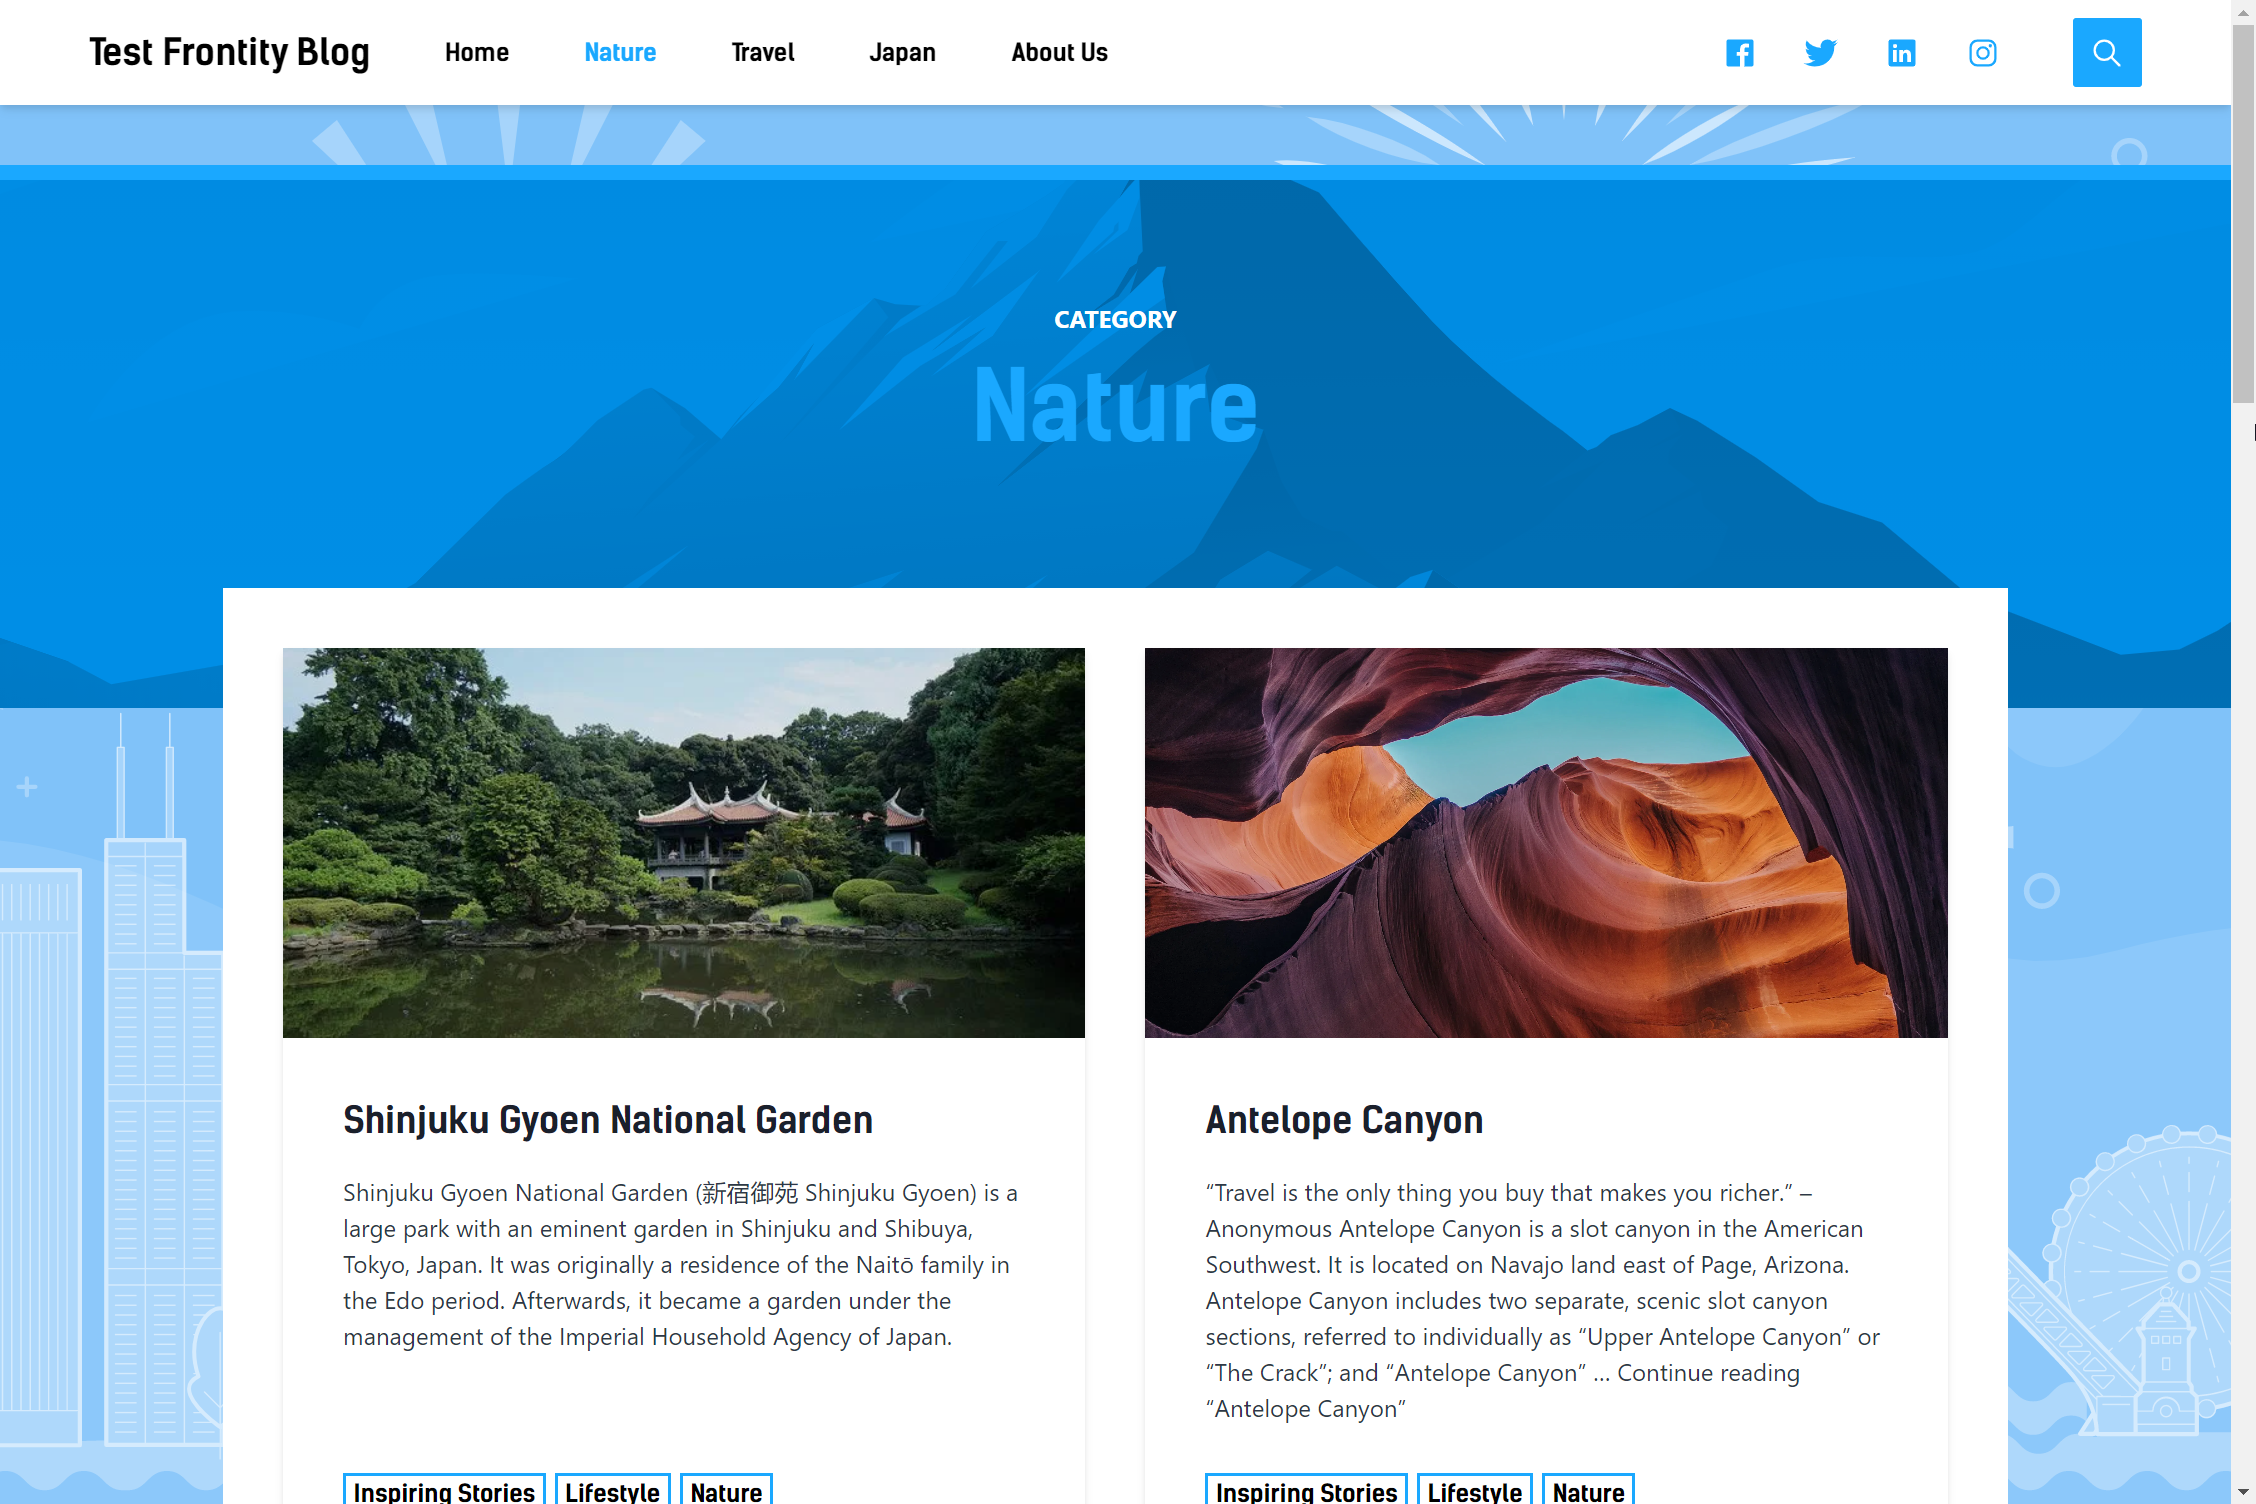 Test Frontity Blog Home Nature Travel Japan About Us
CATEGORY
Nature
Shinjuku Gyoen National Garden
Shinjuku Gyoen National Garden (新宿御苑 Shinjuku Gyoen) is a
large park with an eminent garden in Shinjuku and Shibuya,
Tokyo, Japan. It was originally a residence of the Naitō family in
the Edo period. Afterwards, it became a garden under the
management of the Imperial Household Agency of Japan.
Inspiring Stories Lifestyle Nature
Antelope Canyon
“Travel is the only thing you buy that makes you richer.” –
Anonymous Antelope Canyon is a slot canyon in the American
Southwest. It is located on Navajo land east of Page, Arizona.
Antelope Canyon includes two separate, scenic slot canyon
sections, referred to individually as “Upper Antelope Canyon” or
“The Crack”; and “Antelope Canyon” … Continue reading
“Antelope Canyon”
Inspiring Stories Lifestyle Nature